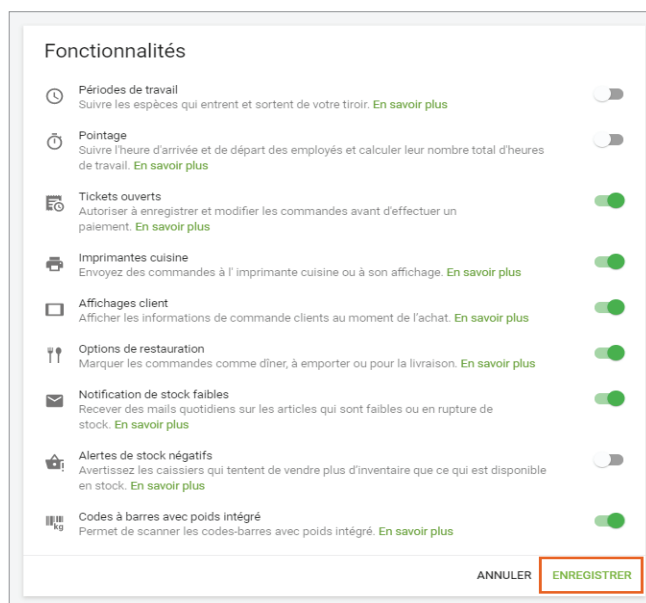 Fonctionnalités
Périodes de travail
Suivre les espèces qui entrent et sortent de votre tiroir. En savoir plus
Pointage
Suivre l'heure d'arrivée et de départ des employés et calculer leur nombre total d'heures
de travail. En savoir plus
Tickets ouverts
Autoriser à enregistrer et modifier les commandes avant d'effectuer un
paiement. En savoir plus
Imprimantes cuisine
Envoyez des commandes à l' imprimante cuisine ou à son affichage. En savoir plus
Affichages client
Afficher les informations de commande clients au moment de l'achat. En savoir plus
Options de restauration
Marquer les commandes comme dîner, à emporter ou pour la livraison. En savoir plus
Notification de stock faibles
Recever des mails quotidiens sur les articles qui sont faibles ou en rupture de
stock. En savoir plus
Alertes de stock négatifs
Avertissez les caissiers qui tentent de vendre plus d'inventaire que ce qui est disponible
en stock. En savoir plus
kg
Codes à barres avec poids intégré
Permet de scanner les codes-barres avec poids intégré. En savoir plus
ANNULER ENREGISTRER